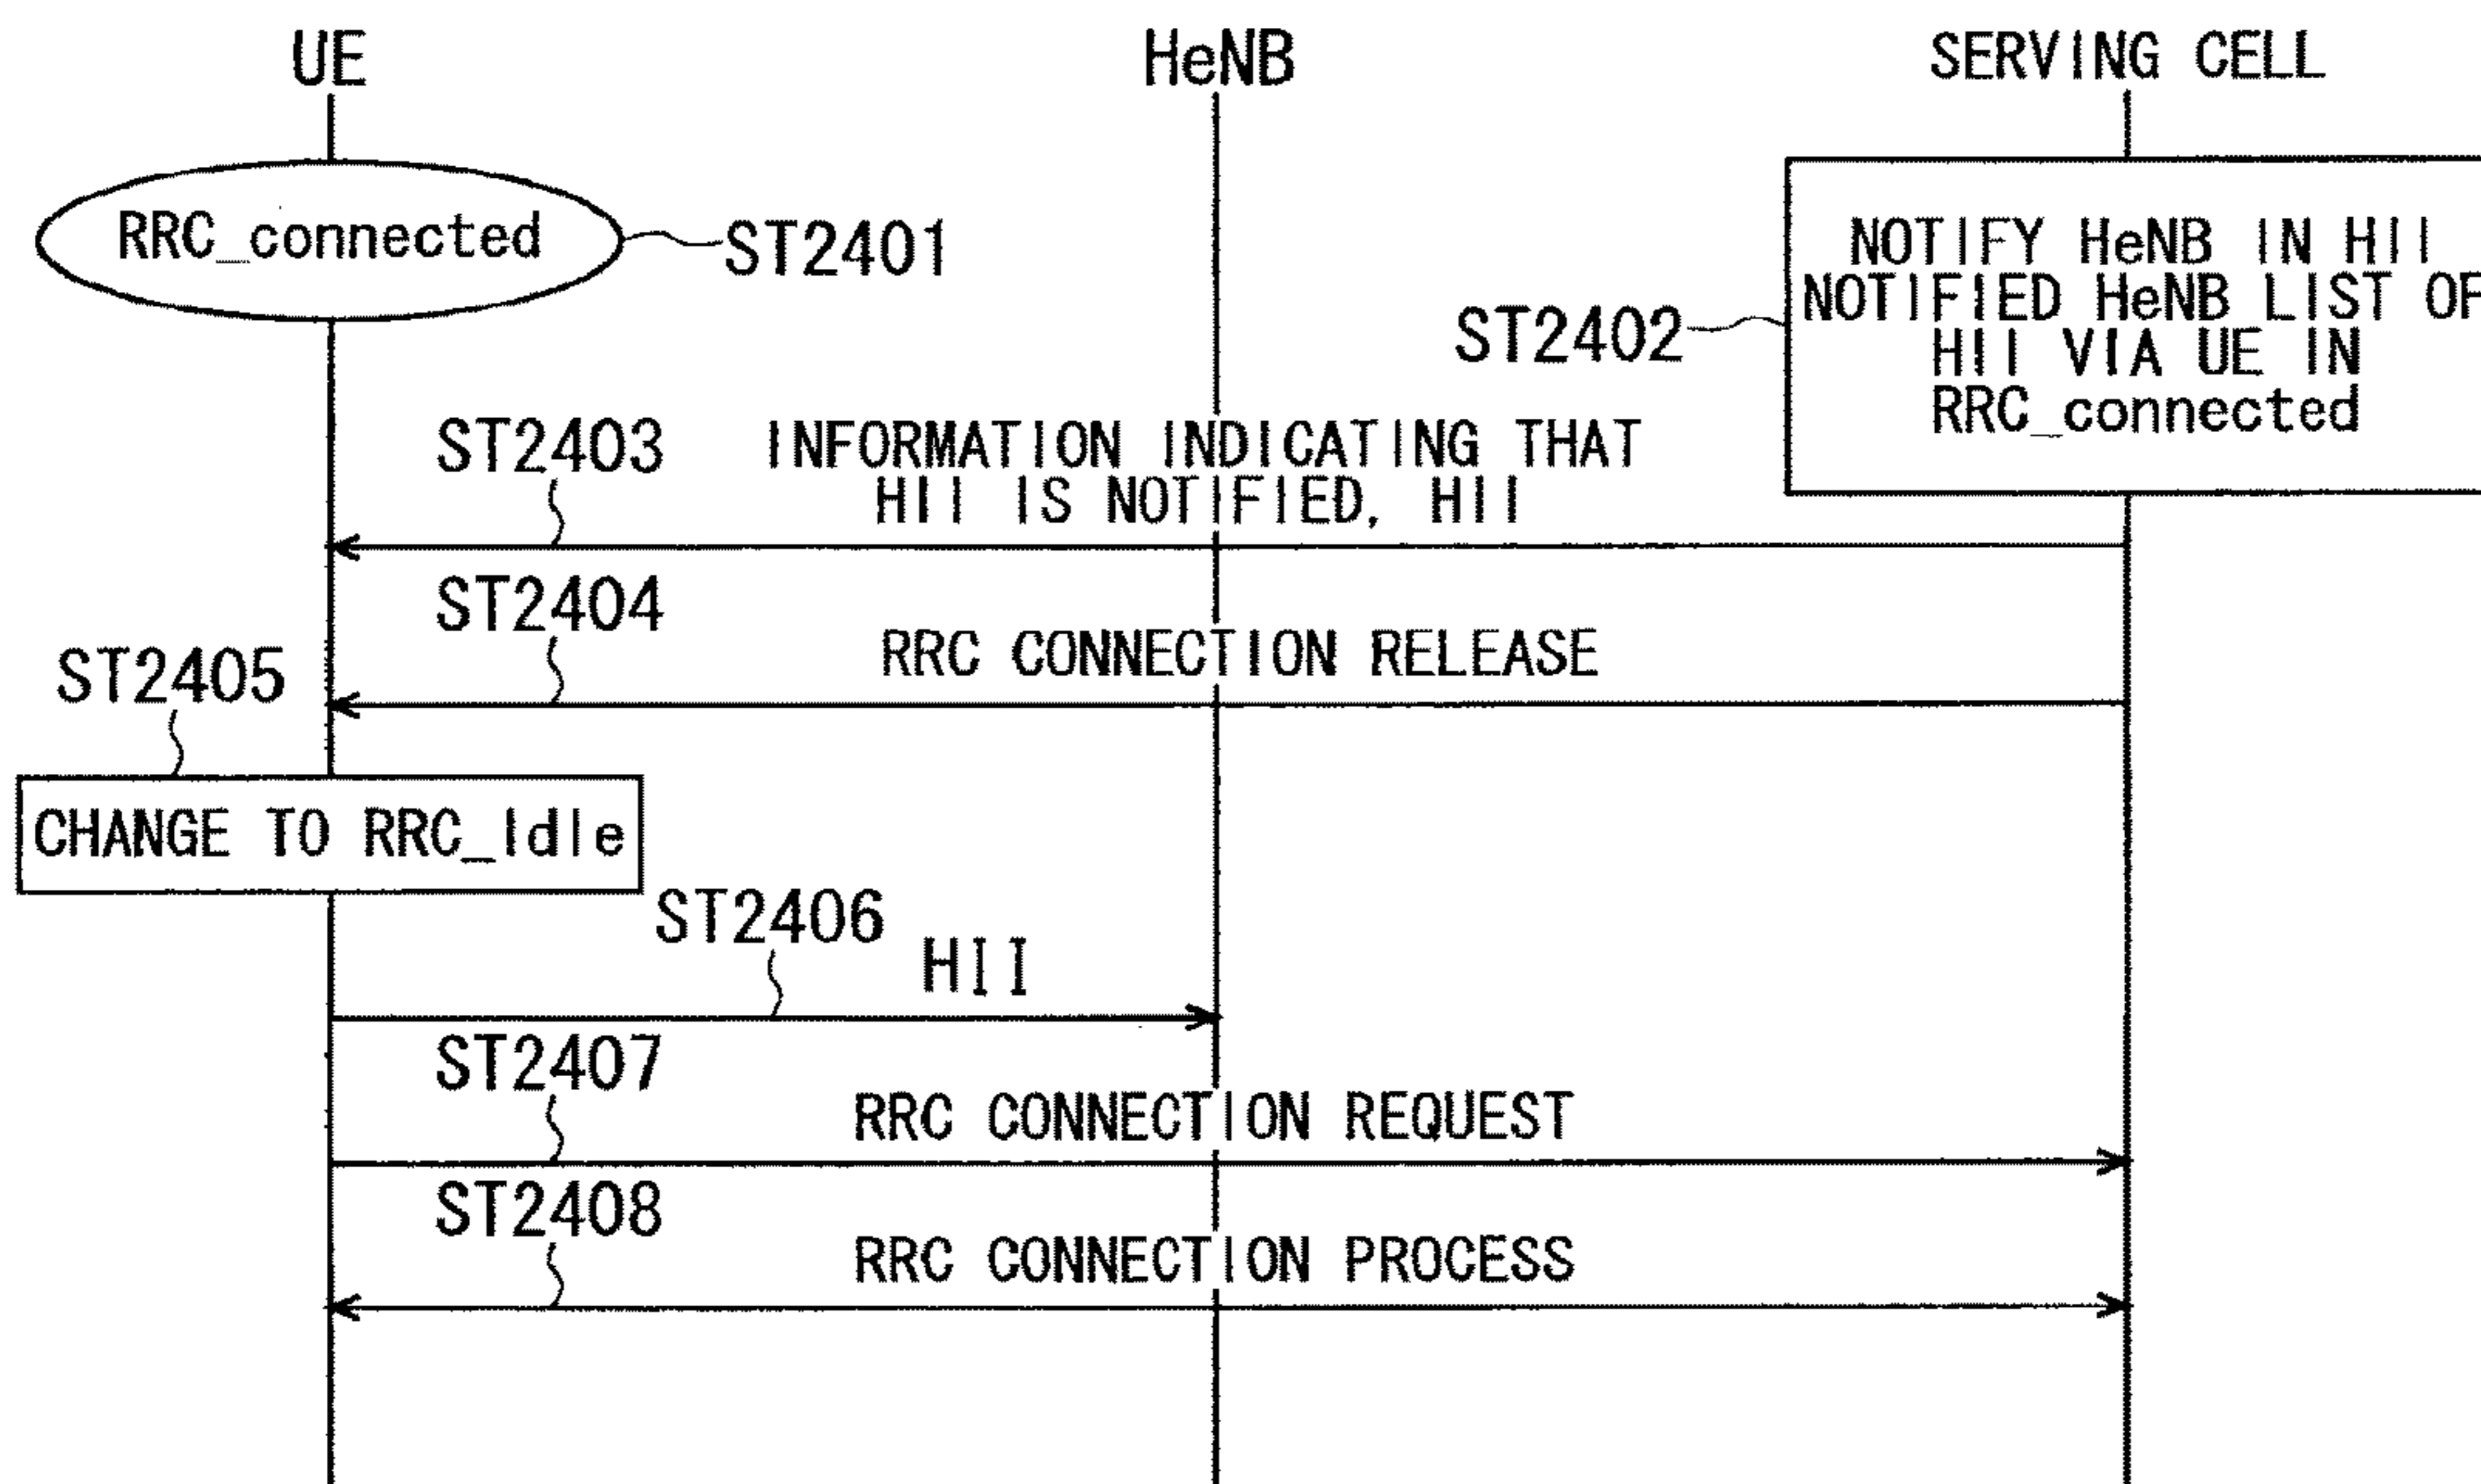 UE
HeNB
SERVING CELL
RRC_connected
ST2401
ST2402
NOTIFY HeNB IN HII
NOTIFIED HeNB LIST OF
HII VIA UE IN
RRC_connected
ST2403
INFORMATION INDICATING THAT
HII IS NOTIFIED, HII
ST2404
RRC CONNECTION RELEASE
ST2405
CHANGE TO RRC_Idle
ST2406
HII
ST2407
RRC CONNECTION REQUEST
ST2408
RRC CONNECTION PROCESS